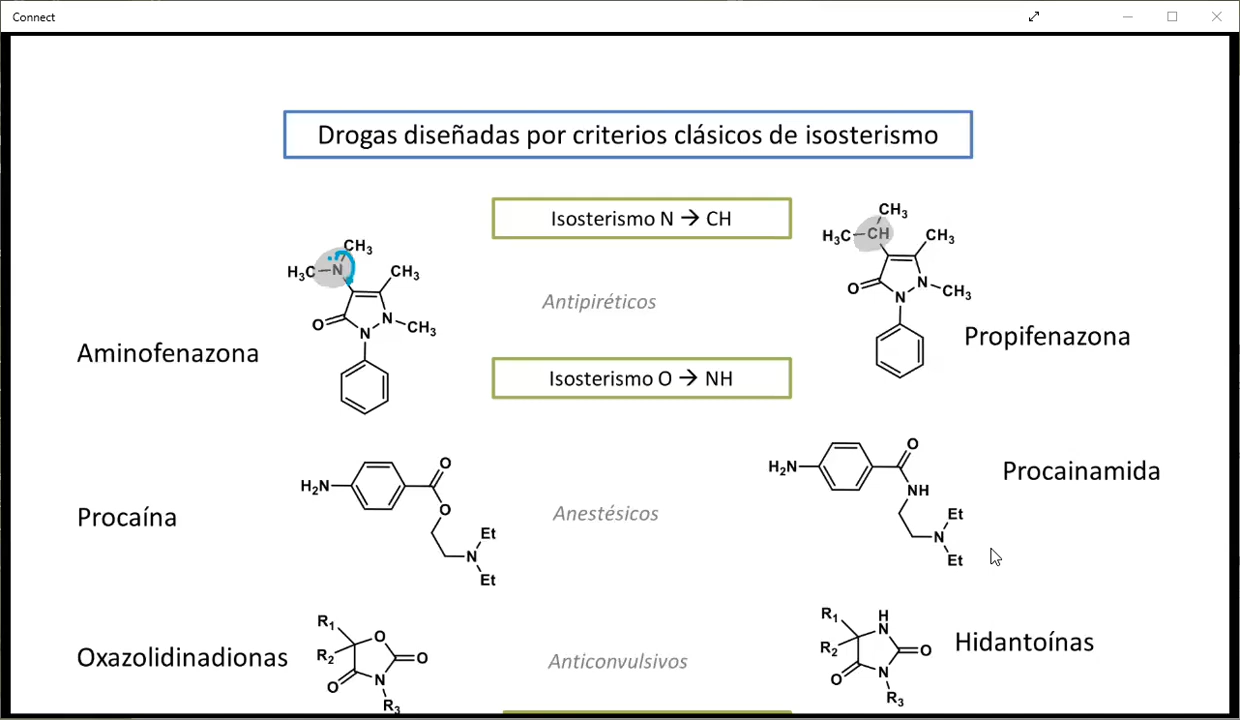 Connect
Drogas diseñadas por criterios clásicos de isosterismo
Isosterismo N → CH
CH3
H3C N
CH3
O
N
N CH3
Aminofenazona
Antipiréticos
CH3
H3C CH
CH3
O
N
N CH3
Propifenazona
Isosterismo O → NH
H2N
O
O
N
Et
Et
Procaína
Anestésicos
H2N
O
NH
N
Et
Et
Procainamida
Oxazolidinadionas
R1
R2
O
O
O
N
R3
Anticonvulsivos
R1
R2
H
N
O
O
N
R3
Hidantoínas